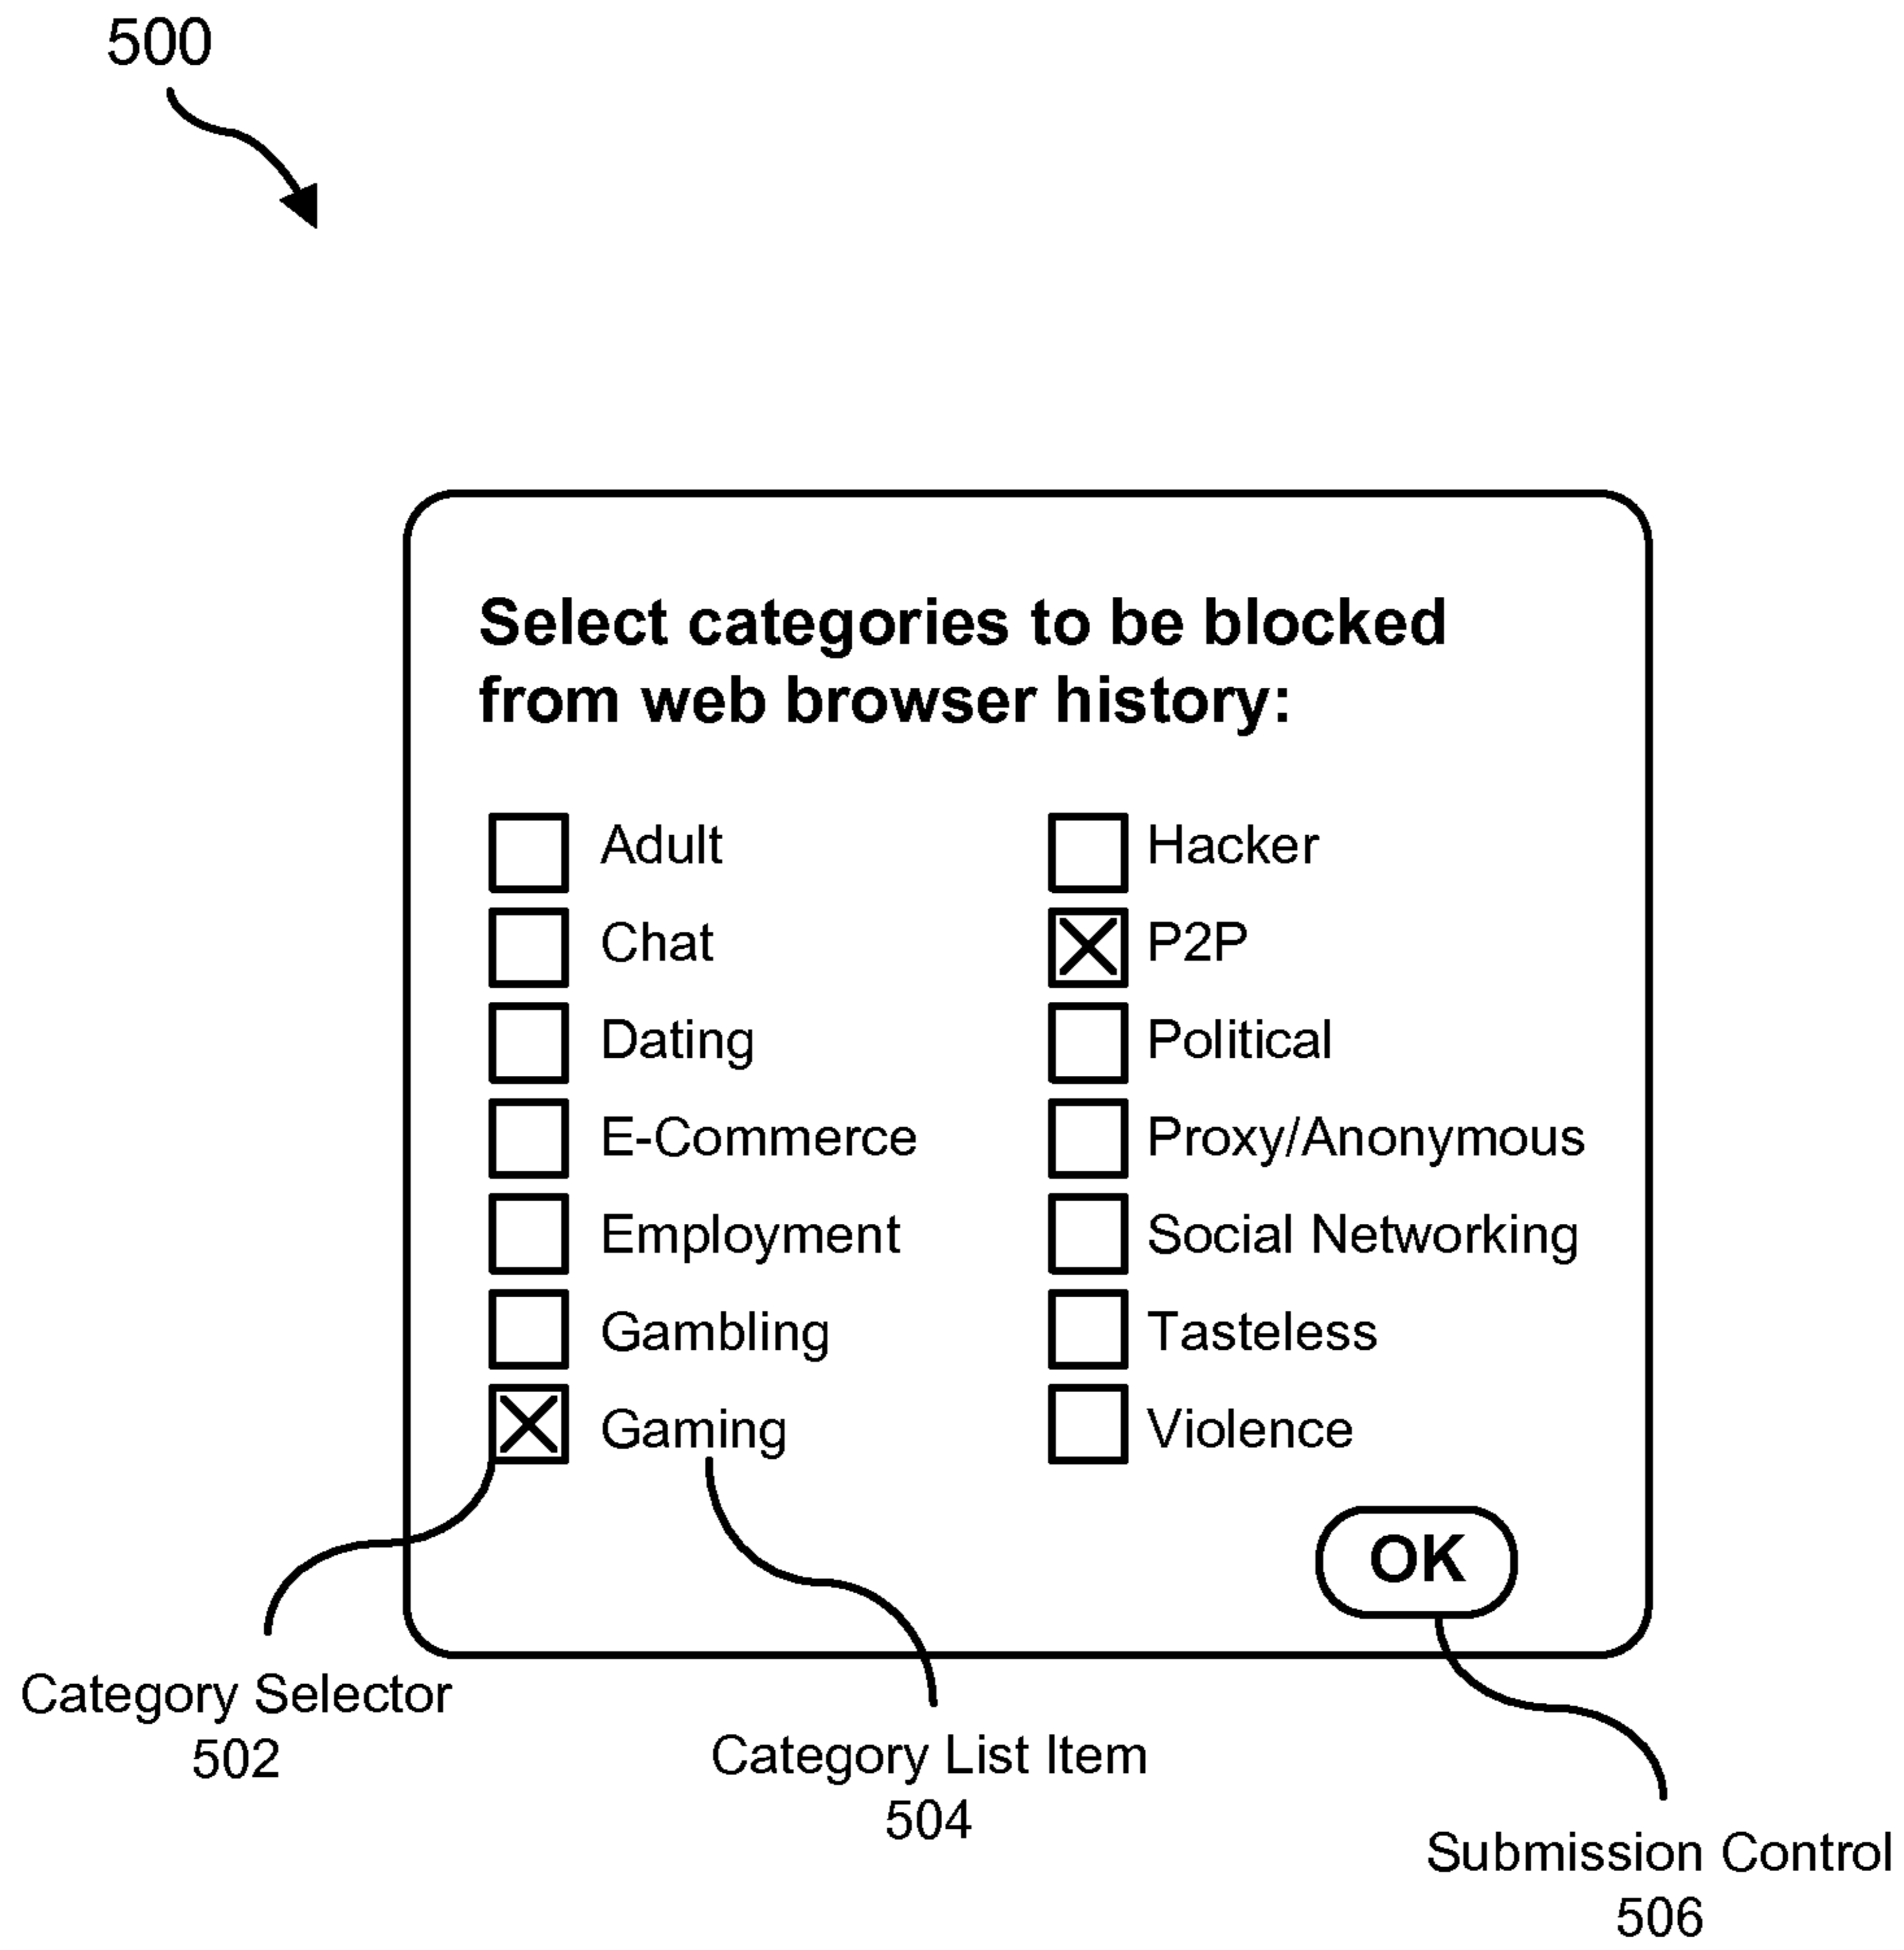 500
Select categories to be blocked
from web browser history:
Adult
Chat
Dating
E-Commerce
Employment
Gambling
Gaming
Hacker
P2P
Political
Proxy/Anonymous
Social Networking
Tasteless
Violence
OK
Category Selector
502
Category List Item
504
Submission Control
506